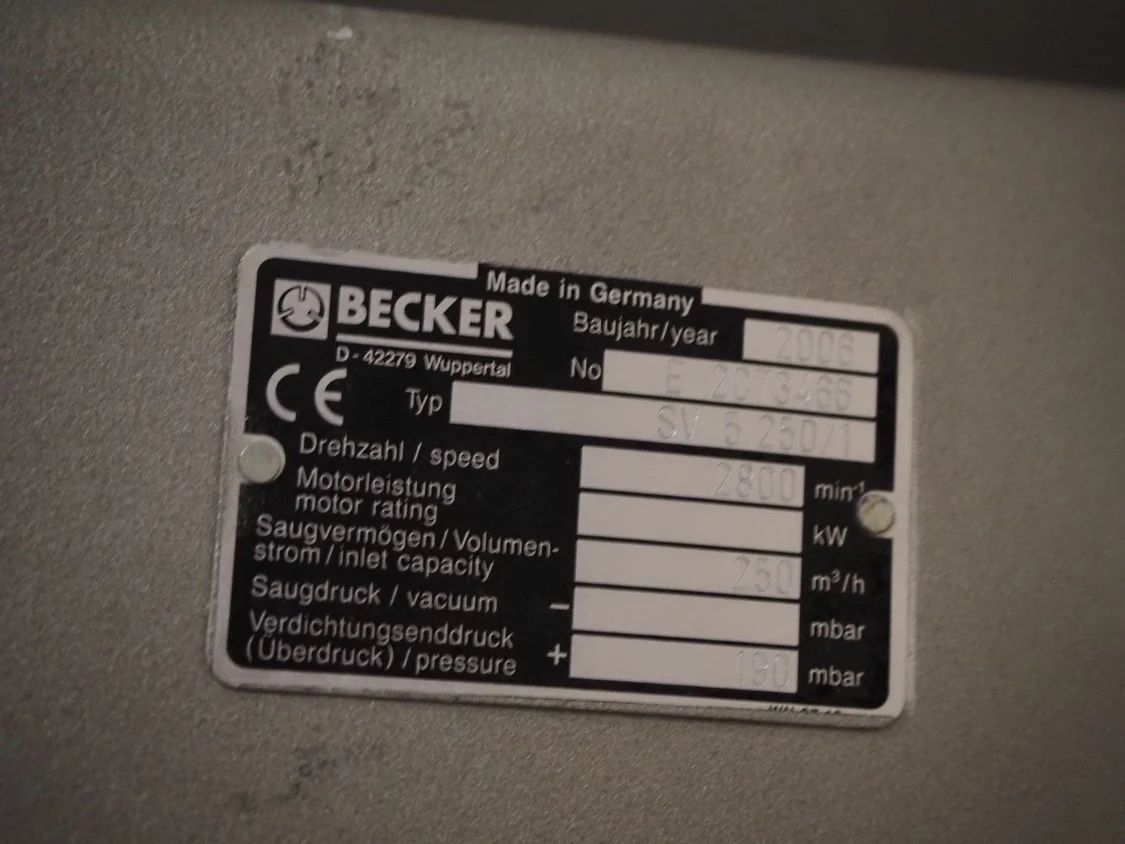 Made in Germany
BECKER
D-42279 Wuppertal
Baujahr/year 2006
No E 2073466
CE Typ SV 5 250/1
Drehzahl / speed 2800 min-1
Motorleistung
motor rating kW
Saugvermögen/Volumen-
strom/inlet capacity 250 m³/h
Saugdruck / vacuum – mbar
Verdichtungsenddruck
(Überdruck)/pressure + 190 mbar